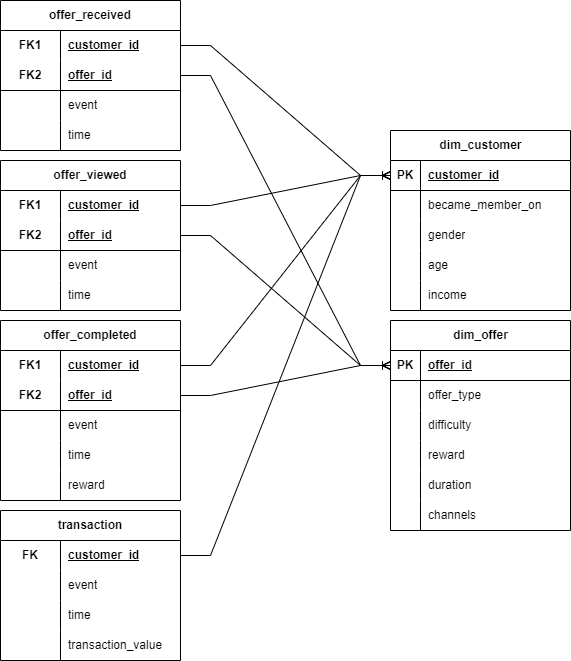 offer_received
FK1 customer_id
FK2 offer_id
event
time
offer_viewed
FK1 customer_id
FK2 offer_id
event
time
offer_completed
FK1 customer_id
FK2 offer_id
event
time
reward
transaction
FK customer_id
event
time
transaction_value
dim_customer
PK customer_id
became_member_on
gender
age
income
dim_offer
PK offer_id
offer_type
difficulty
reward
duration
channels